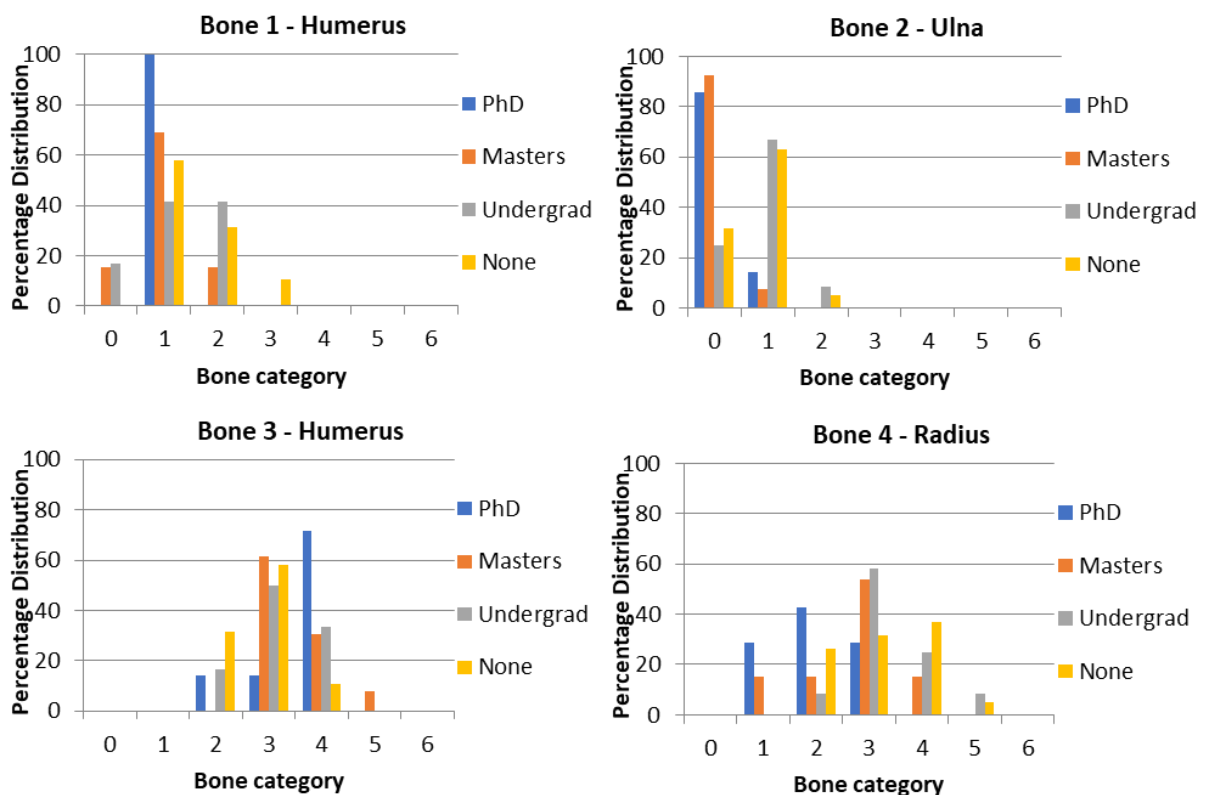 Bone 1 - Humerus
Percentage Distribution
100
80
60
40
20
0
0 1 2 3 4 5 6
Bone category
PhD
Masters
Undergrad
None
Bone 2 - Ulna
Percentage Distribution
100
80
60
40
20
0
0 1 2 3 4 5 6
Bone category
PhD
Masters
Undergrad
None
Bone 3 - Humerus
Percentage Distribution
100
80
60
40
20
0
0 1 2 3 4 5 6
Bone category
PhD
Masters
Undergrad
None
Bone 4 - Radius
Percentage Distribution
100
80
60
40
20
0
0 1 2 3 4 5 6
Bone category
PhD
Masters
Undergrad
None